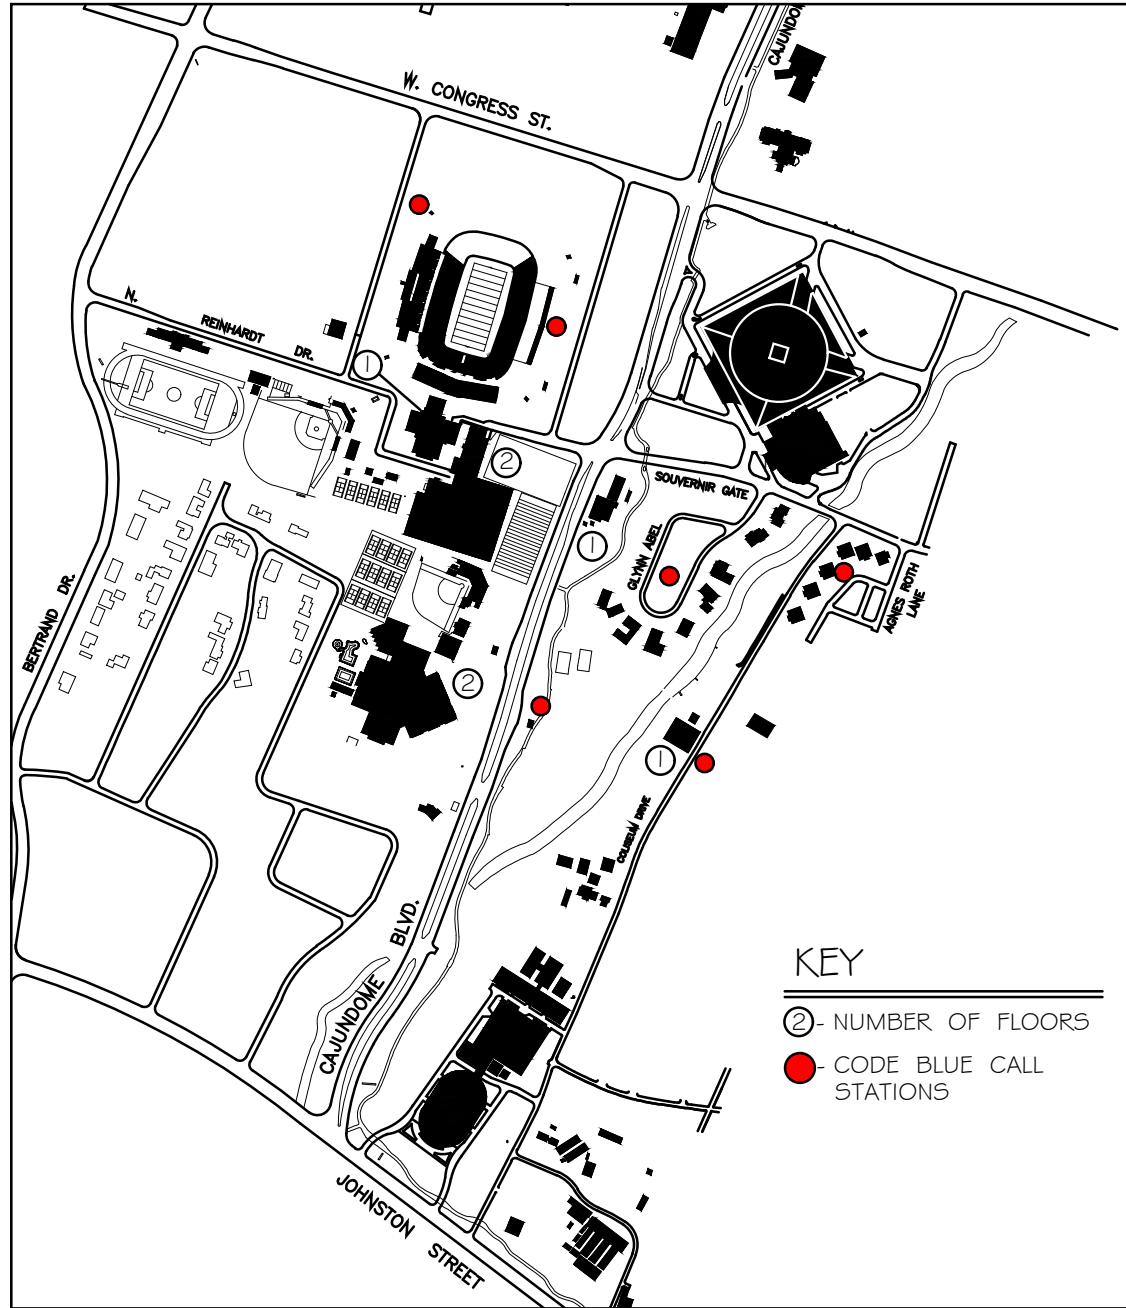 CAJUNDOM
W. CONGRESS ST.
N. REINHARDT DR.
1
2
SOUVERNIR GATE
1
GLYNN ABEL
AGNES ROTH
LANE
BERTRAND DR.
2
1
COLISEUM DRIVE
CAJUNDOME BLVD.
KEY
2 - NUMBER OF FLOORS
- CODE BLUE CALL
STATIONS
JOHNSTON STREET